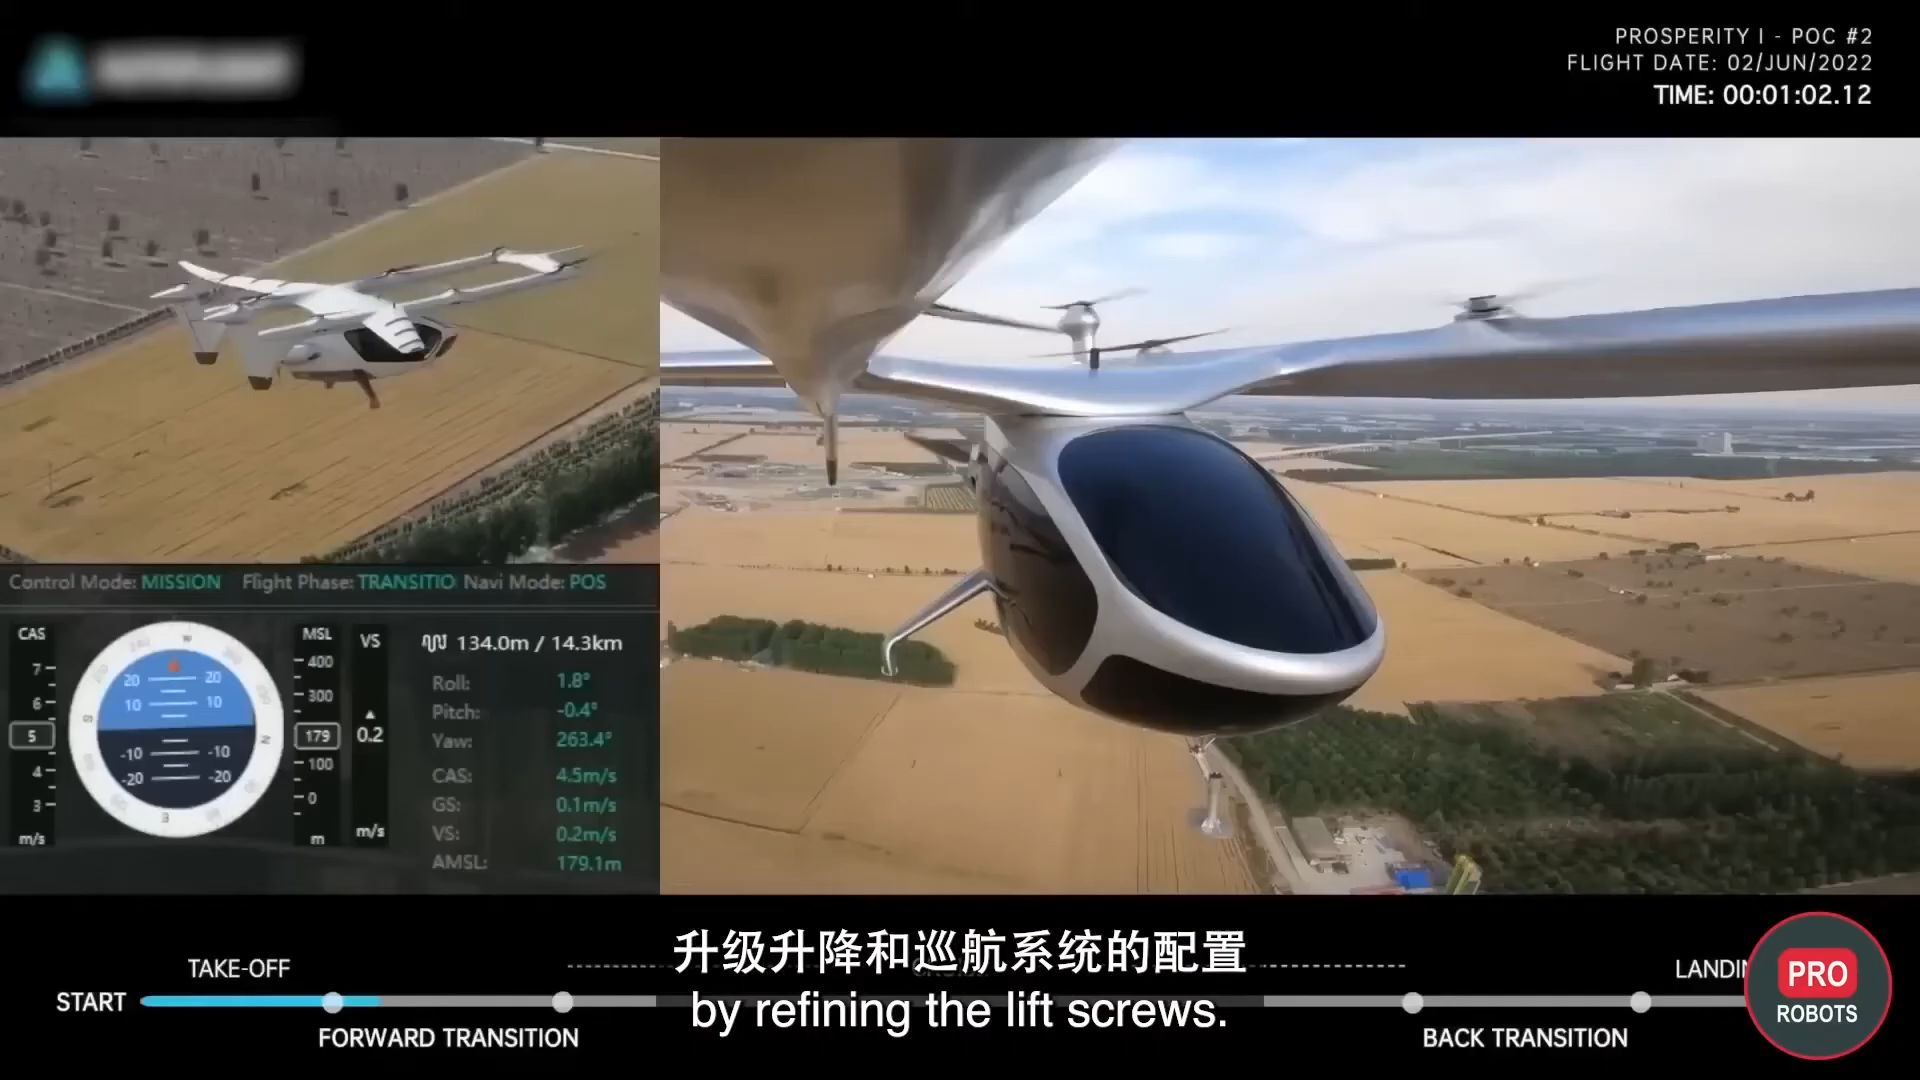 PROSPERITY I - POC #2
FLIGHT DATE: 02/JUN/2022
TIME: 00:01:02.12
Control Mode: MISSION Flight Phase: TRANSITIO Navi Mode: POS
CAS
7
6
5
4
3
m/s
W
20 20
10 10
-10 -10
-20 -20
S
N
E
MSL
400
300
179
100
0
m
VS
0.2
m/s
134.0m / 14.3km
Roll: 1.8°
Pitch: -0.4°
Yaw: 263.4°
CAS: 4.5m/s
GS: 0.1m/s
VS: 0.2m/s
AMSL: 179.1m
升级升降和巡航系统的配置
by refining the lift screws.
START
TAKE-OFF
FORWARD TRANSITION
BACK TRANSITION
LANDIN
PRO
ROBOTS